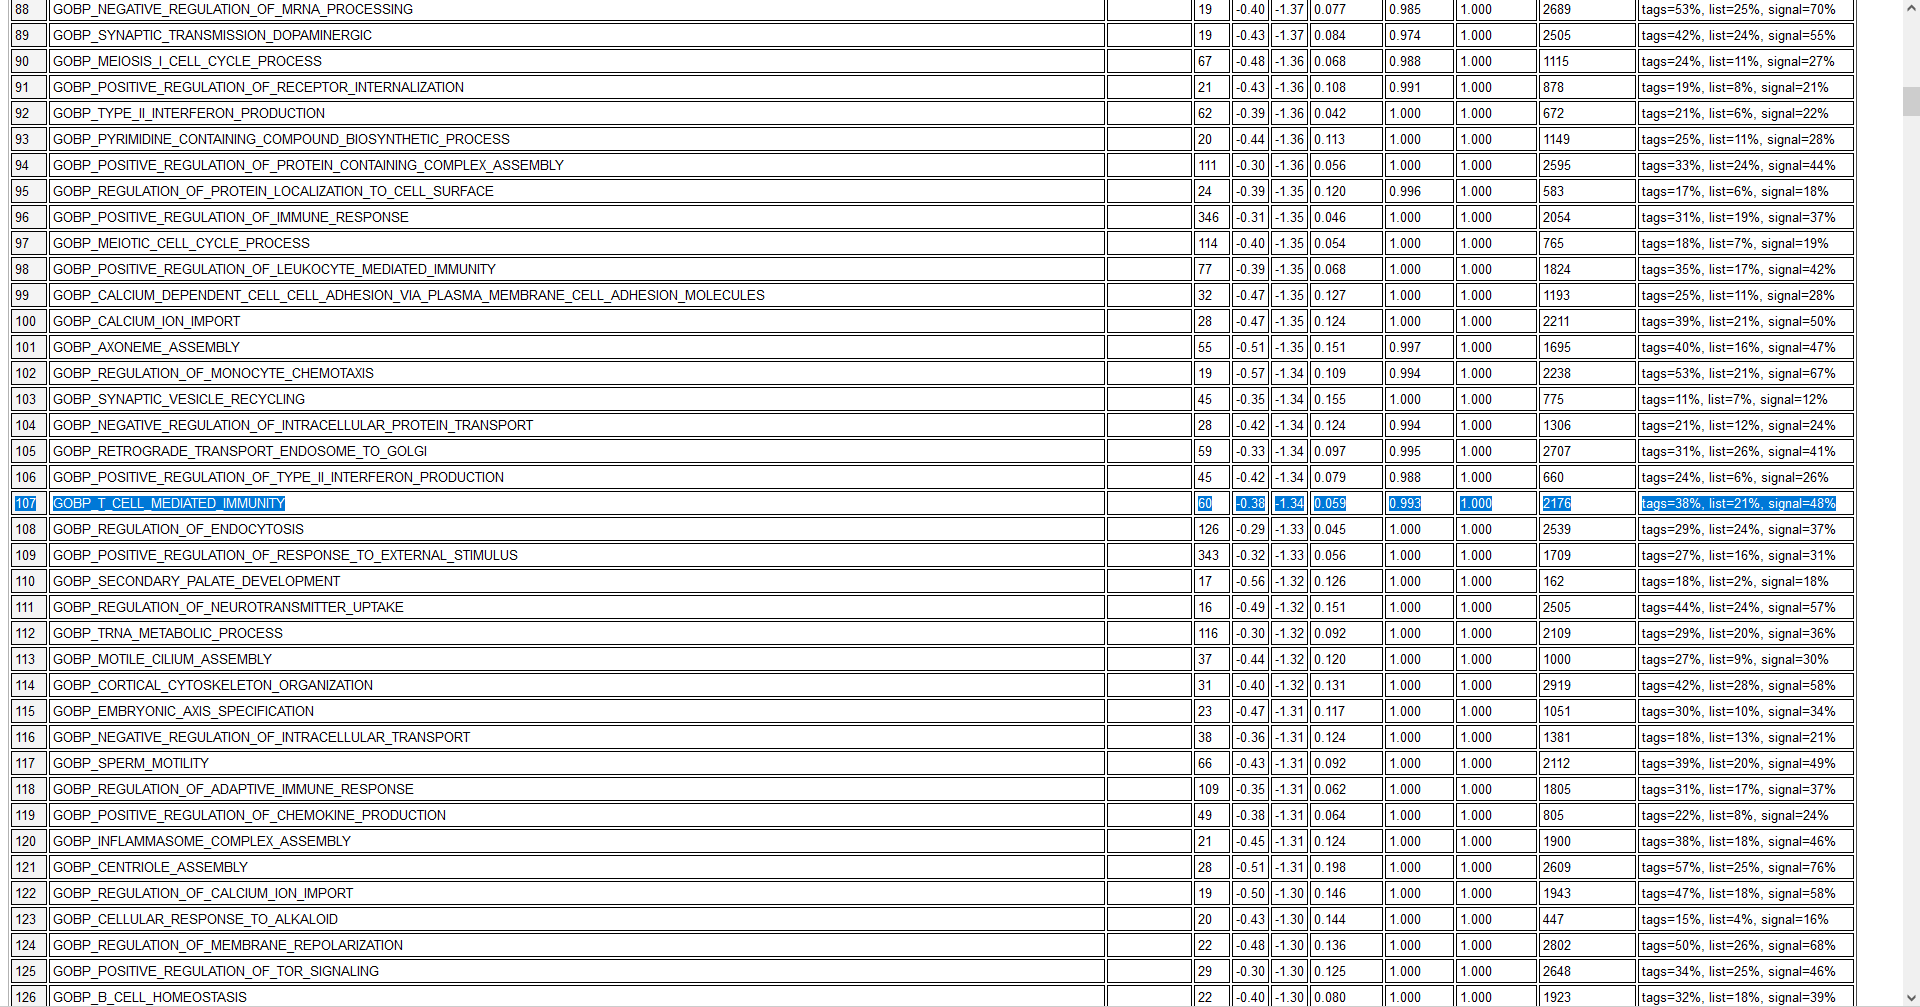 88 GOBP_NEGATIVE_REGULATION_OF_MRNA_PROCESSING 19 -0.40 -1.37 0.077 0.985 1.000 2689 tags=53%, list=25%, signal=70%
89 GOBP_SYNAPTIC_TRANSMISSION_DOPAMINERGIC 19 -0.43 -1.37 0.084 0.974 1.000 2505 tags=42%, list=24%, signal=55%
90 GOBP_MEIOSIS_I_CELL_CYCLE_PROCESS 67 -0.48 -1.36 0.068 0.988 1.000 1115 tags=24%, list=11%, signal=27%
91 GOBP_POSITIVE_REGULATION_OF_RECEPTOR_INTERNALIZATION 21 -0.43 -1.36 0.108 0.991 1.000 878 tags=19%, list=8%, signal=21%
92 GOBP_TYPE_II_INTERFERON_PRODUCTION 62 -0.39 -1.36 0.042 1.000 1.000 672 tags=21%, list=6%, signal=22%
93 GOBP_PYRIMIDINE_CONTAINING_COMPOUND_BIOSYNTHETIC_PROCESS 20 -0.44 -1.36 0.113 1.000 1.000 1149 tags=25%, list=11%, signal=28%
94 GOBP_POSITIVE_REGULATION_OF_PROTEIN_CONTAINING_COMPLEX_ASSEMBLY 111 -0.30 -1.36 0.056 1.000 1.000 2595 tags=33%, list=24%, signal=44%
95 GOBP_REGULATION_OF_PROTEIN_LOCALIZATION_TO_CELL_SURFACE 24 -0.39 -1.35 0.120 0.996 1.000 583 tags=17%, list=6%, signal=18%
96 GOBP_POSITIVE_REGULATION_OF_IMMUNE_RESPONSE 346 -0.31 -1.35 0.046 1.000 1.000 2054 tags=31%, list=19%, signal=37%
97 GOBP_MEIOTIC_CELL_CYCLE_PROCESS 114 -0.40 -1.35 0.054 1.000 1.000 765 tags=18%, list=7%, signal=19%
98 GOBP_POSITIVE_REGULATION_OF_LEUKOCYTE_MEDIATED_IMMUNITY 77 -0.39 -1.35 0.068 1.000 1.000 1824 tags=35%, list=17%, signal=42%
99 GOBP_CALCIUM_DEPENDENT_CELL_CELL_ADHESION_VIA_PLASMA_MEMBRANE_CELL_ADHESION_MOLECULES 32 -0.47 -1.35 0.127 1.000 1.000 1193 tags=25%, list=11%, signal=28%
100 GOBP_CALCIUM_ION_IMPORT 28 -0.47 -1.35 0.124 1.000 1.000 2211 tags=39%, list=21%, signal=50%
101 GOBP_AXONEME_ASSEMBLY 55 -0.51 -1.35 0.151 0.997 1.000 1695 tags=40%, list=16%, signal=47%
102 GOBP_REGULATION_OF_MONOCYTE_CHEMOTAXIS 19 -0.57 -1.34 0.109 0.994 1.000 2238 tags=53%, list=21%, signal=67%
103 GOBP_SYNAPTIC_VESICLE_RECYCLING 45 -0.35 -1.34 0.155 1.000 1.000 775 tags=11%, list=7%, signal=12%
104 GOBP_NEGATIVE_REGULATION_OF_INTRACELLULAR_PROTEIN_TRANSPORT 28 -0.42 -1.34 0.124 0.994 1.000 1306 tags=21%, list=12%, signal=24%
105 GOBP_RETROGRADE_TRANSPORT_ENDOSOME_TO_GOLGI 59 -0.33 -1.34 0.097 0.995 1.000 2707 tags=31%, list=26%, signal=41%
106 GOBP_POSITIVE_REGULATION_OF_TYPE_II_INTERFERON_PRODUCTION 45 -0.42 -1.34 0.079 0.988 1.000 660 tags=24%, list=6%, signal=26%
107 GOBP_T_CELL_MEDIATED_IMMUNITY 60 -0.38 -1.34 0.059 0.993 1.000 2176 tags=38%, list=21%, signal=48%
108 GOBP_REGULATION_OF_ENDOCYTOSIS 126 -0.29 -1.33 0.045 1.000 1.000 2539 tags=29%, list=24%, signal=37%
109 GOBP_POSITIVE_REGULATION_OF_RESPONSE_TO_EXTERNAL_STIMULUS 343 -0.32 -1.33 0.056 1.000 1.000 1709 tags=27%, list=16%, signal=31%
110 GOBP_SECONDARY_PALATE_DEVELOPMENT 17 -0.56 -1.32 0.126 1.000 1.000 162 tags=18%, list=2%, signal=18%
111 GOBP_REGULATION_OF_NEUROTRANSMITTER_UPTAKE 16 -0.49 -1.32 0.151 1.000 1.000 2505 tags=44%, list=24%, signal=57%
112 GOBP_TRNA_METABOLIC_PROCESS 116 -0.30 -1.32 0.092 1.000 1.000 2109 tags=29%, list=20%, signal=36%
113 GOBP_MOTILE_CILIUM_ASSEMBLY 37 -0.44 -1.32 0.120 1.000 1.000 1000 tags=27%, list=9%, signal=30%
114 GOBP_CORTICAL_CYTOSKELETON_ORGANIZATION 31 -0.40 -1.32 0.131 1.000 1.000 2919 tags=42%, list=28%, signal=58%
115 GOBP_EMBRYONIC_AXIS_SPECIFICATION 23 -0.47 -1.31 0.117 1.000 1.000 1051 tags=30%, list=10%, signal=34%
116 GOBP_NEGATIVE_REGULATION_OF_INTRACELLULAR_TRANSPORT 38 -0.36 -1.31 0.124 1.000 1.000 1381 tags=18%, list=13%, signal=21%
117 GOBP_SPERM_MOTILITY 66 -0.43 -1.31 0.092 1.000 1.000 2112 tags=39%, list=20%, signal=49%
118 GOBP_REGULATION_OF_ADAPTIVE_IMMUNE_RESPONSE 109 -0.35 -1.31 0.062 1.000 1.000 1805 tags=31%, list=17%, signal=37%
119 GOBP_POSITIVE_REGULATION_OF_CHEMOKINE_PRODUCTION 49 -0.38 -1.31 0.064 1.000 1.000 805 tags=22%, list=8%, signal=24%
120 GOBP_INFLAMMASOME_COMPLEX_ASSEMBLY 21 -0.45 -1.31 0.124 1.000 1.000 1900 tags=38%, list=18%, signal=46%
121 GOBP_CENTRIOLE_ASSEMBLY 28 -0.51 -1.31 0.198 1.000 1.000 2609 tags=57%, list=25%, signal=76%
122 GOBP_REGULATION_OF_CALCIUM_ION_IMPORT 19 -0.50 -1.30 0.146 1.000 1.000 1943 tags=47%, list=18%, signal=58%
123 GOBP_CELLULAR_RESPONSE_TO_ALKALOID 20 -0.43 -1.30 0.144 1.000 1.000 447 tags=15%, list=4%, signal=16%
124 GOBP_REGULATION_OF_MEMBRANE_REPOLARIZATION 22 -0.48 -1.30 0.136 1.000 1.000 2802 tags=50%, list=26%, signal=68%
125 GOBP_POSITIVE_REGULATION_OF_TOR_SIGNALING 29 -0.30 -1.30 0.125 1.000 1.000 2648 tags=34%, list=25%, signal=46%
126 GOBP_B_CELL_HOMEOSTASIS 22 -0.40 -1.30 0.080 1.000 1.000 1923 tags=32%, list=18%, signal=39%